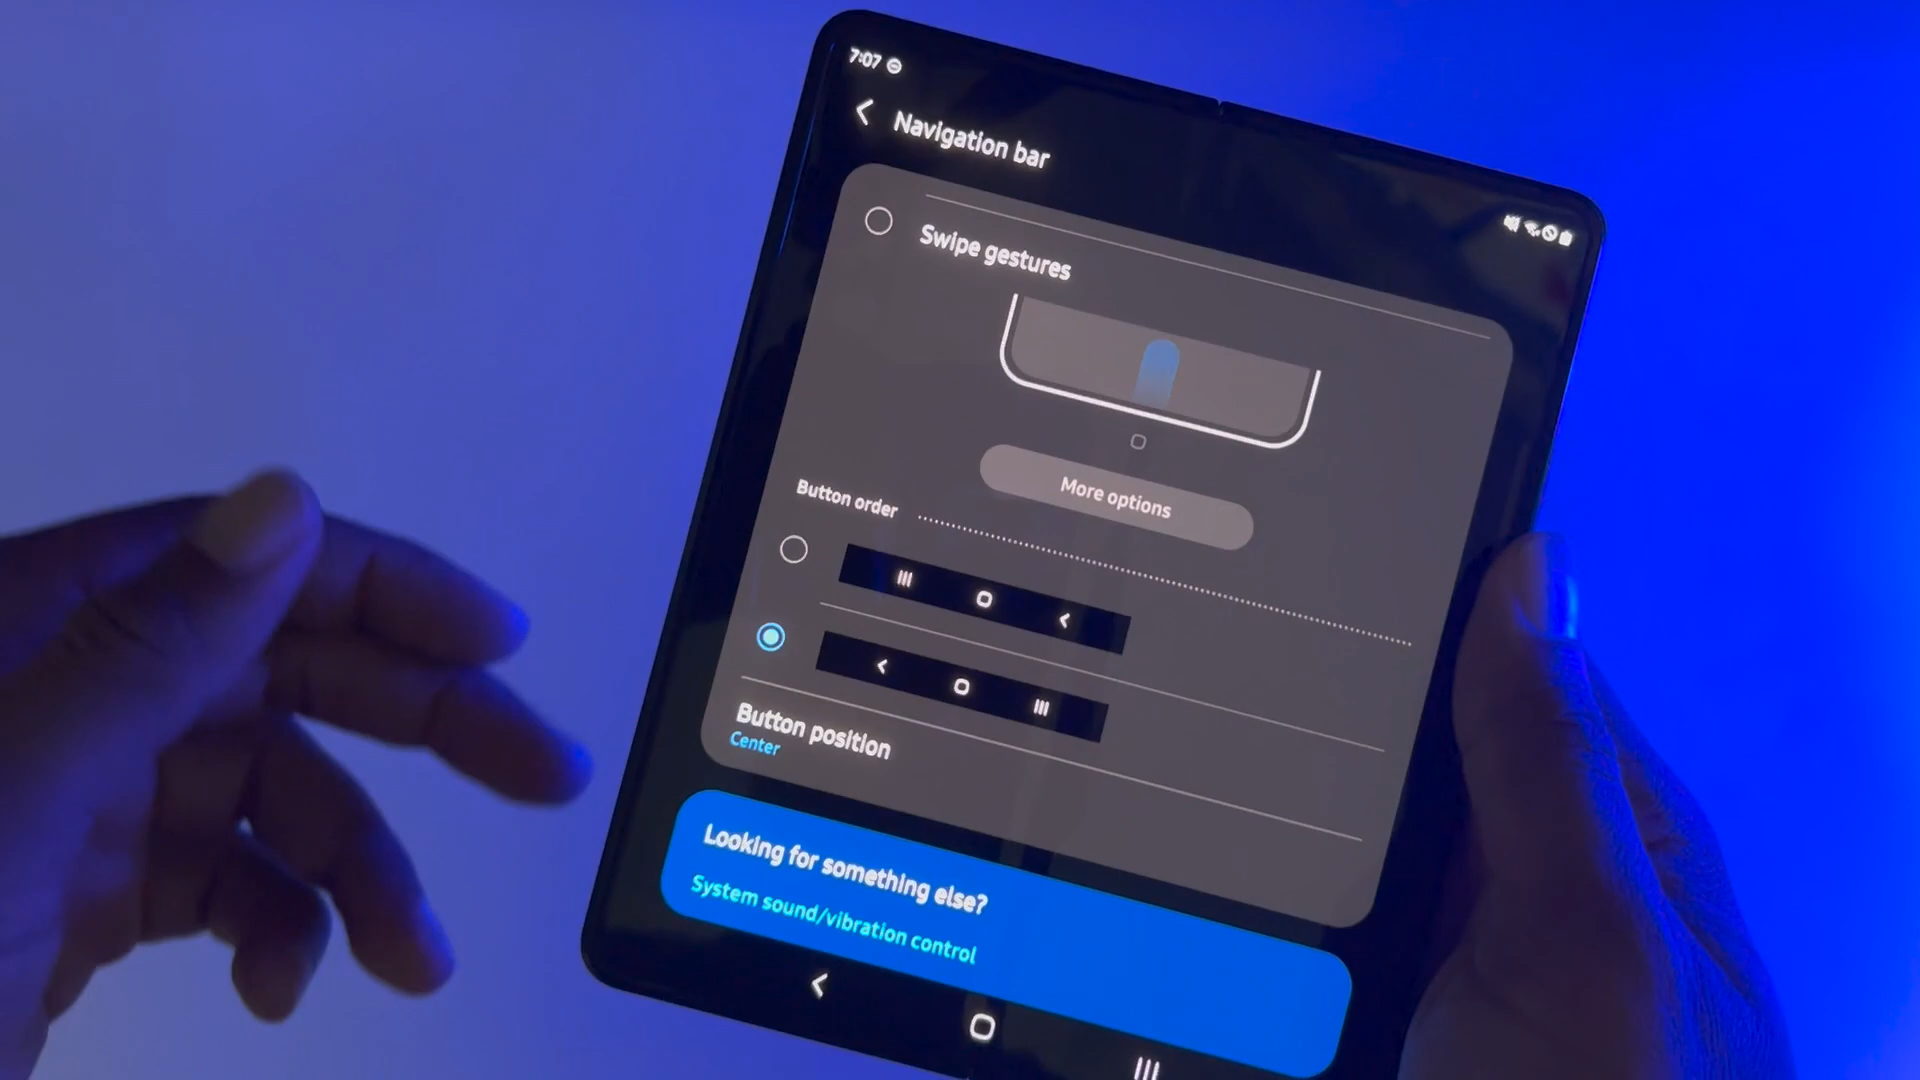 7:07
Navigation bar
Swipe gestures
More options
Button order
Button position
Center
Looking for something else?
System sound/vibration control